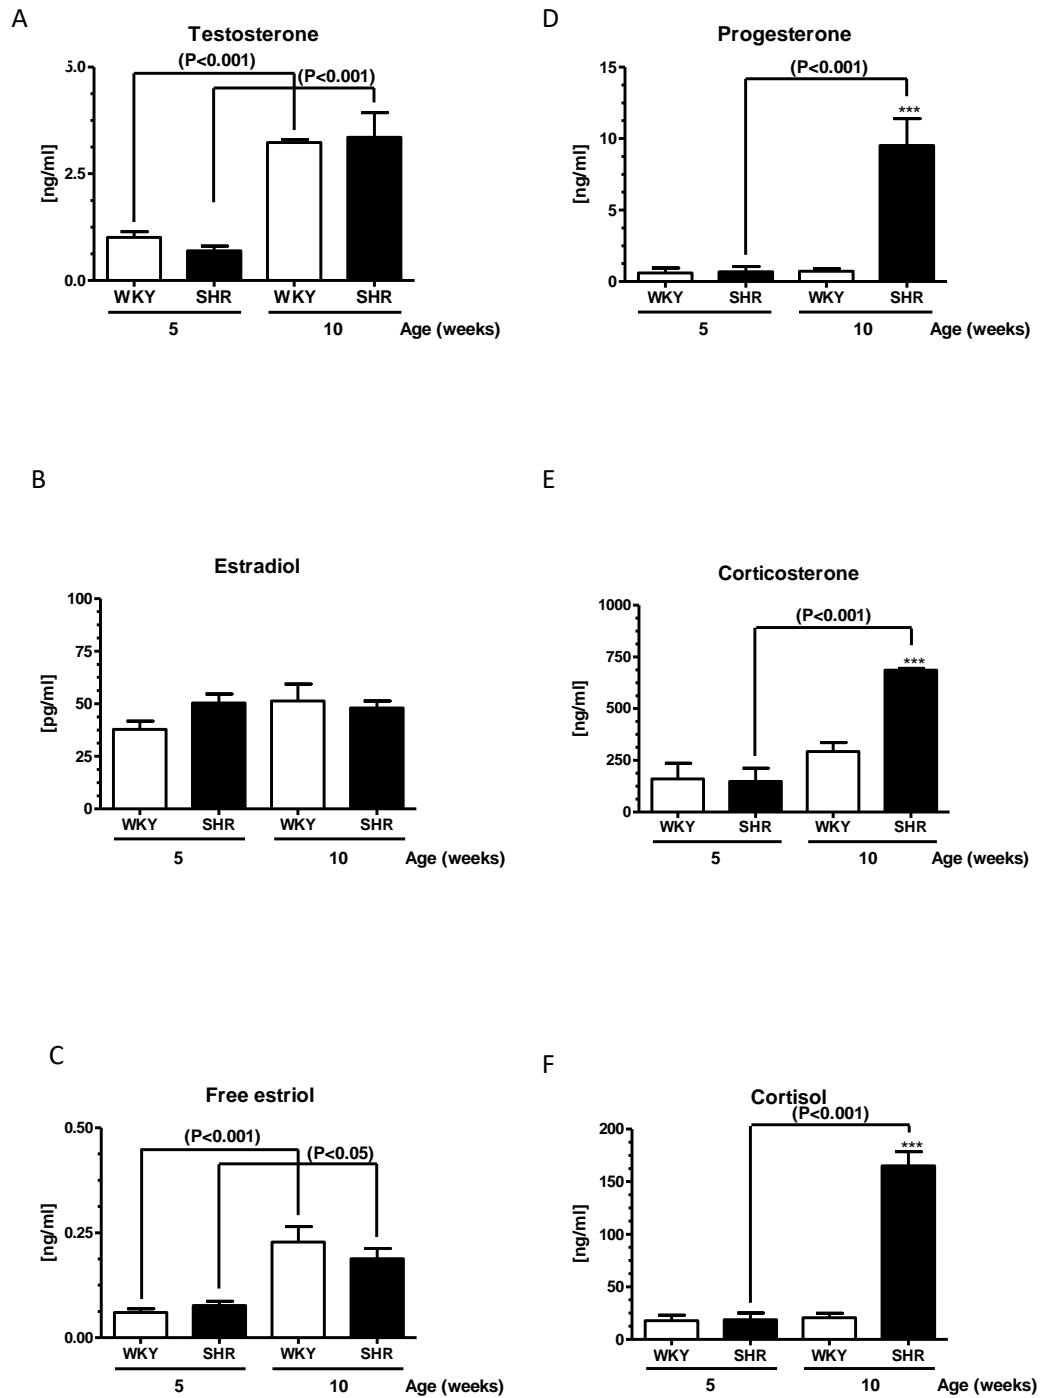 A
Testosterone
(P<0.001)
(P<0.001)
5.0
2.5
0.0
[ng/ml]
WKY SHR WKY SHR
5 10 Age (weeks)
D
Progesterone
(P<0.001)
***
15
10
5
0
[ng/ml]
WKY SHR WKY SHR
5 10 Age (weeks)
B
Estradiol
100
75
50
25
0
[pg/ml]
WKY SHR WKY SHR
5 10 Age (weeks)
E
Corticosterone
(P<0.001)
***
1000
750
500
250
0
[ng/ml]
WKY SHR WKY SHR
5 10 Age (weeks)
C
Free estriol
(P<0.001)
(P<0.05)
0.50
0.25
0.00
[ng/ml]
WKY SHR WKY SHR
5 10 Age (weeks)
F
Cortisol
(P<0.001)
***
200
150
100
50
0
[ng/ml]
WKY SHR WKY SHR
5 10 Age (weeks)